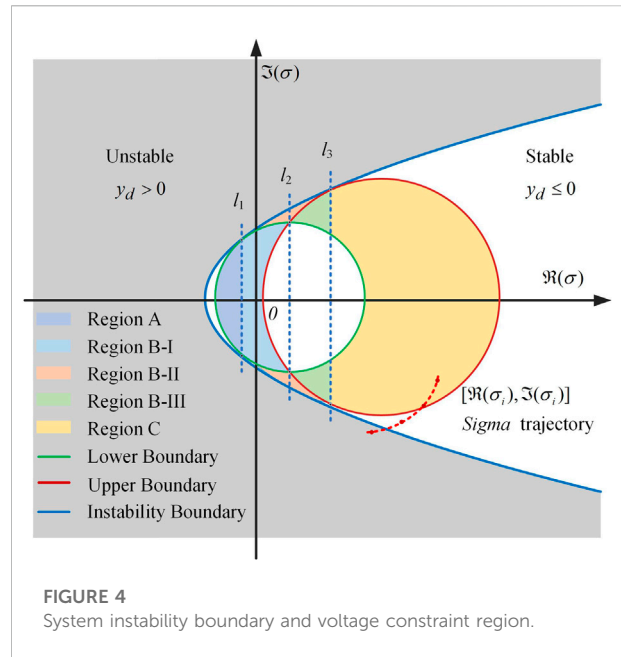 ℑ(σ)
Unstable
y_d > 0
l_1
l_2
l_3
Stable
y_d ≤ 0
ℜ(σ)
0
Region A
Region B-I
Region B-II
Region B-III
Region C
Lower Boundary
Upper Boundary
Instability Boundary
[ℜ(σ_i), ℑ(σ_i)]
Sigma trajectory
FIGURE 4
System instability boundary and voltage constraint region.